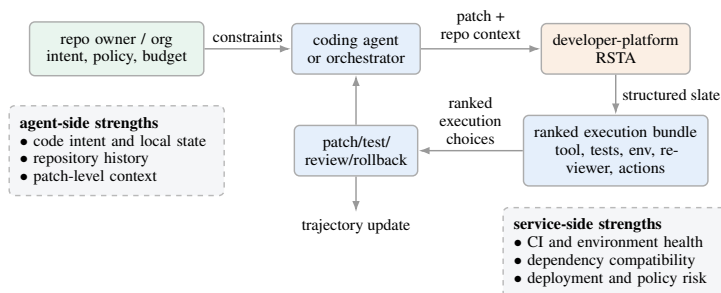 repo owner / org
intent, policy, budget
constraints
coding agent
or orchestrator
patch +
repo context
developer-platform
RSTA
structured slate
agent-side strengths
● code intent and local state
● repository history
● patch-level context
patch/test/
review/rollback
ranked
execution
choices
ranked execution bundle
tool, tests, env, re-
viewer, actions
trajectory update
service-side strengths
● CI and environment health
● dependency compatibility
● deployment and policy risk